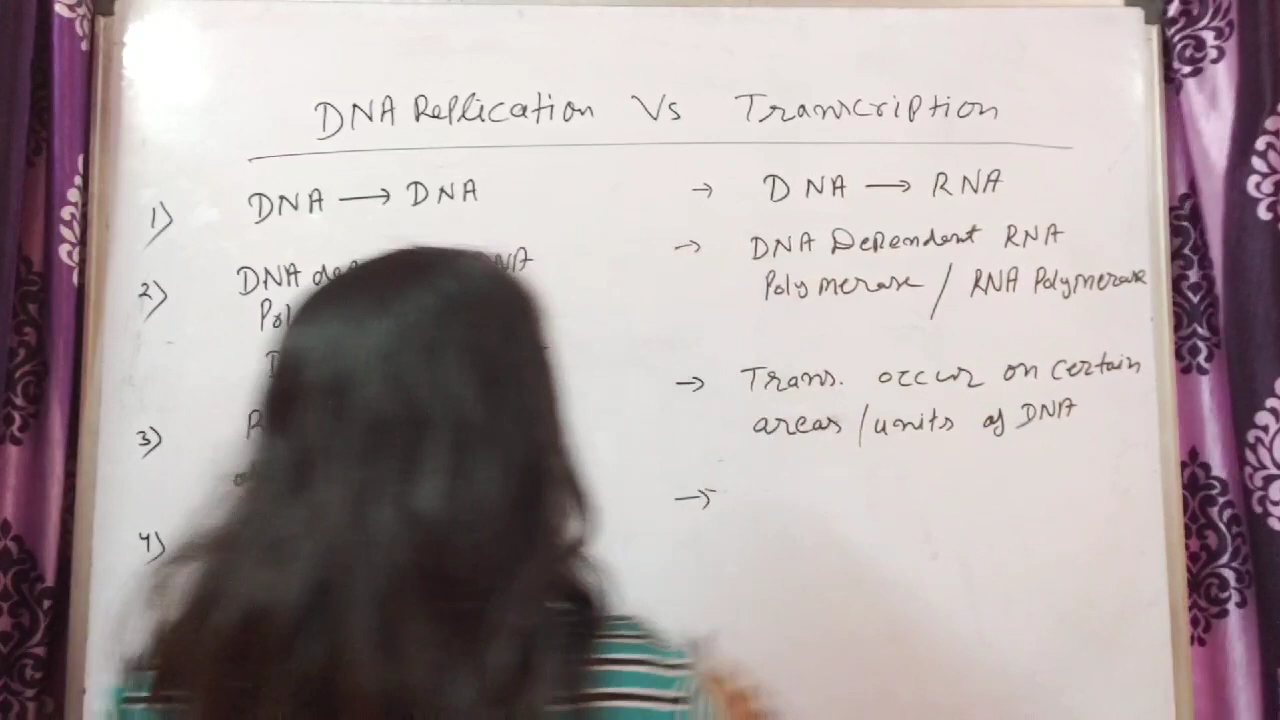 DNA Replication Vs Transcription
1) DNA → DNA → DNA → RNA
→ DNA Dependent RNA
2) DNA
Polymerase / RNA Polymerase
→ Trans. occur on certain
3) areas/units of DNA
→
4)